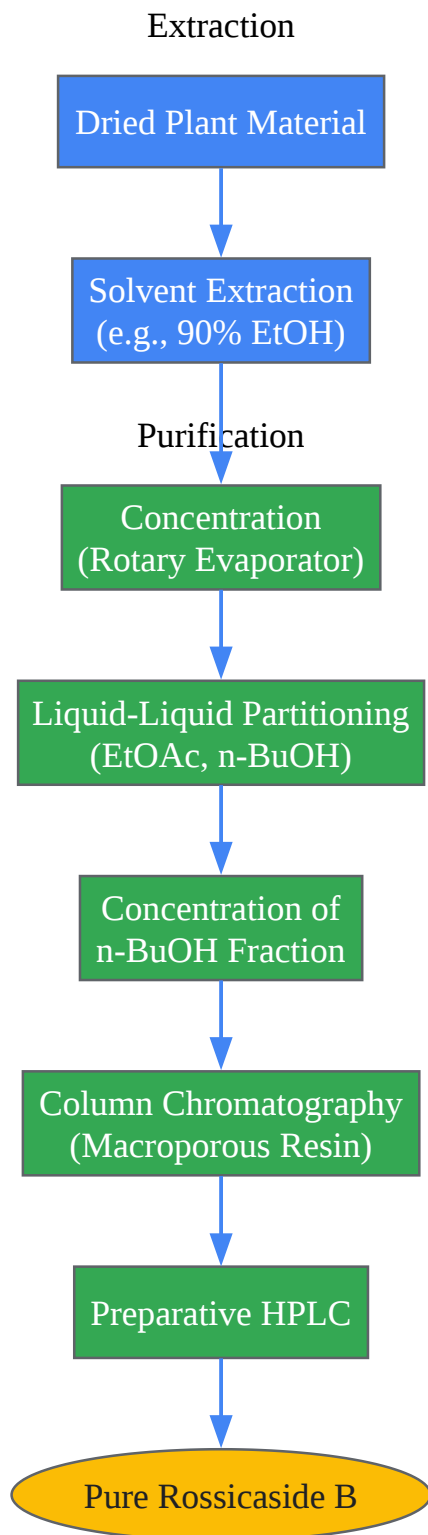 Extraction
Dried Plant Material
Solvent Extraction
(e.g., 90% EtOH)
Purification
Concentration
(Rotary Evaporator)
Liquid-Liquid Partitioning
(EtOAc, n-BuOH)
Concentration of
n-BuOH Fraction
Column Chromatography
(Macroporous Resin)
Preparative HPLC
Pure Rossicaside B